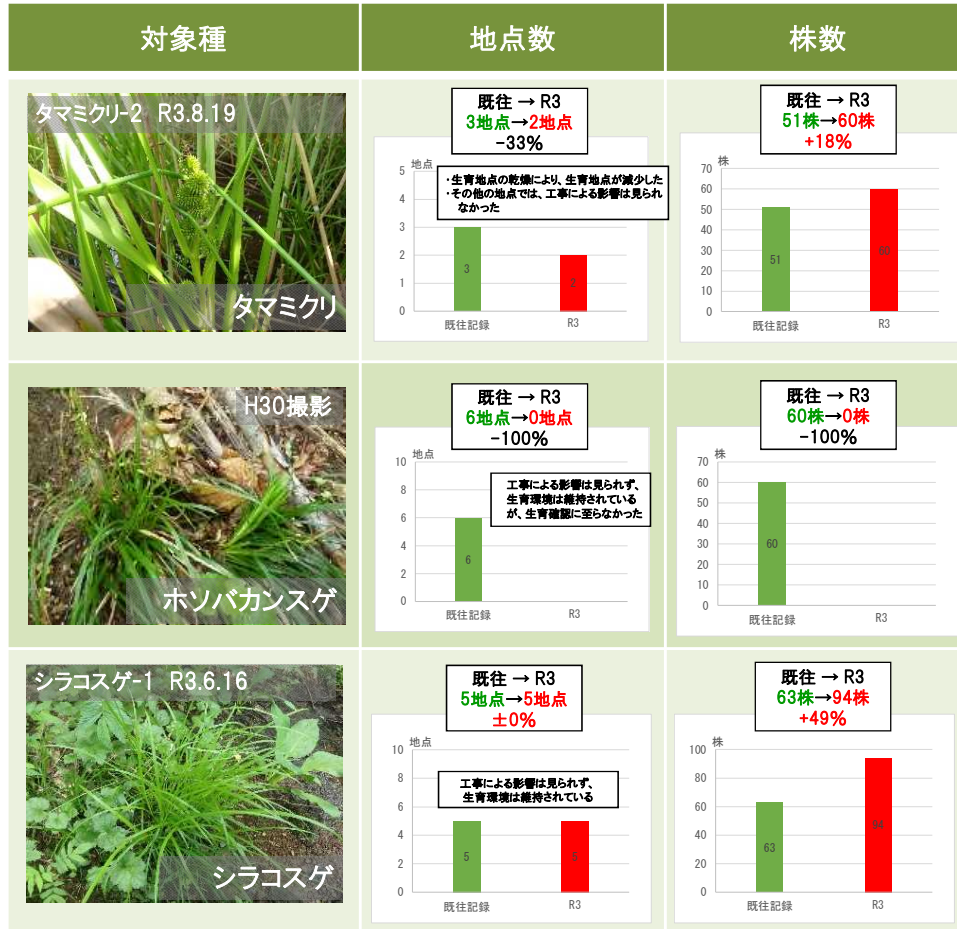 対象種
地点数
株数
タマミクリ-2 R3.8.19
タマミクリ
既往 → R3
3地点→2地点
-33%
地点
・生育地点の乾燥により、生育地点が減少した
・その他の地点では、工事による影響は見られ
なかった
5
4
3
2
1
0
3
2
既往記録
R3
既往 → R3
51株→60株
+18%
株
70
60
50
40
30
20
10
0
51
60
既往記録
R3
H30撮影
ホソバカンスゲ
既往 → R3
6地点→0地点
-100%
地点
工事による影響は見られず、
生育環境は維持されている
が、生育確認に至らなかった
10
8
6
4
2
0
6
既往記録
R3
既往 → R3
60株→0株
-100%
株
70
60
50
40
30
20
10
0
60
既往記録
R3
シラコスゲ-1 R3.6.16
シラコスゲ
既往 → R3
5地点→5地点
±0%
地点
工事による影響は見られず、
生育環境は維持されている
10
8
6
4
2
0
5
5
既往記録
R3
既往 → R3
63株→94株
+49%
株
100
80
60
40
20
0
63
94
既往記録
R3